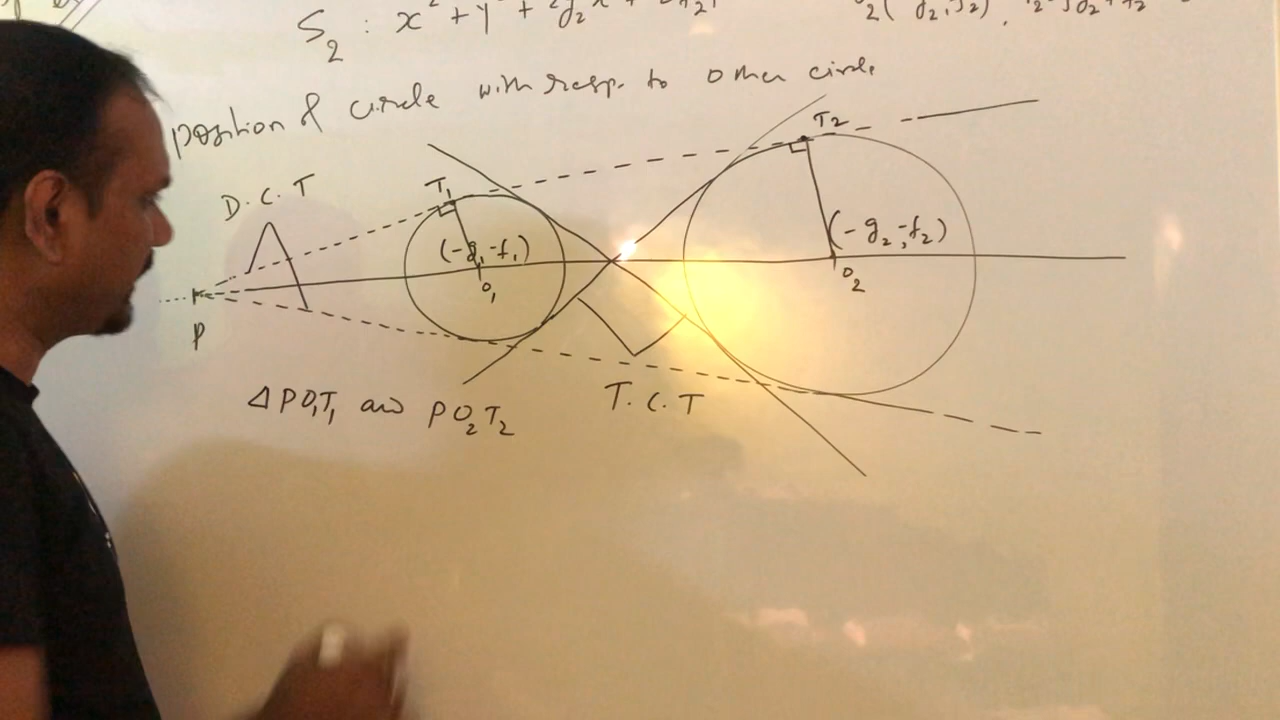 S₂ : x² + y² + 2g₂x +
position of circle with resp. to other circle
T₂
D.C.T
T₁
(-g₁,-f₁)
(-g₂,-f₂)
O₁
O₂
P
Δ PO₁T₁ and PO₂T₂
T.C.T